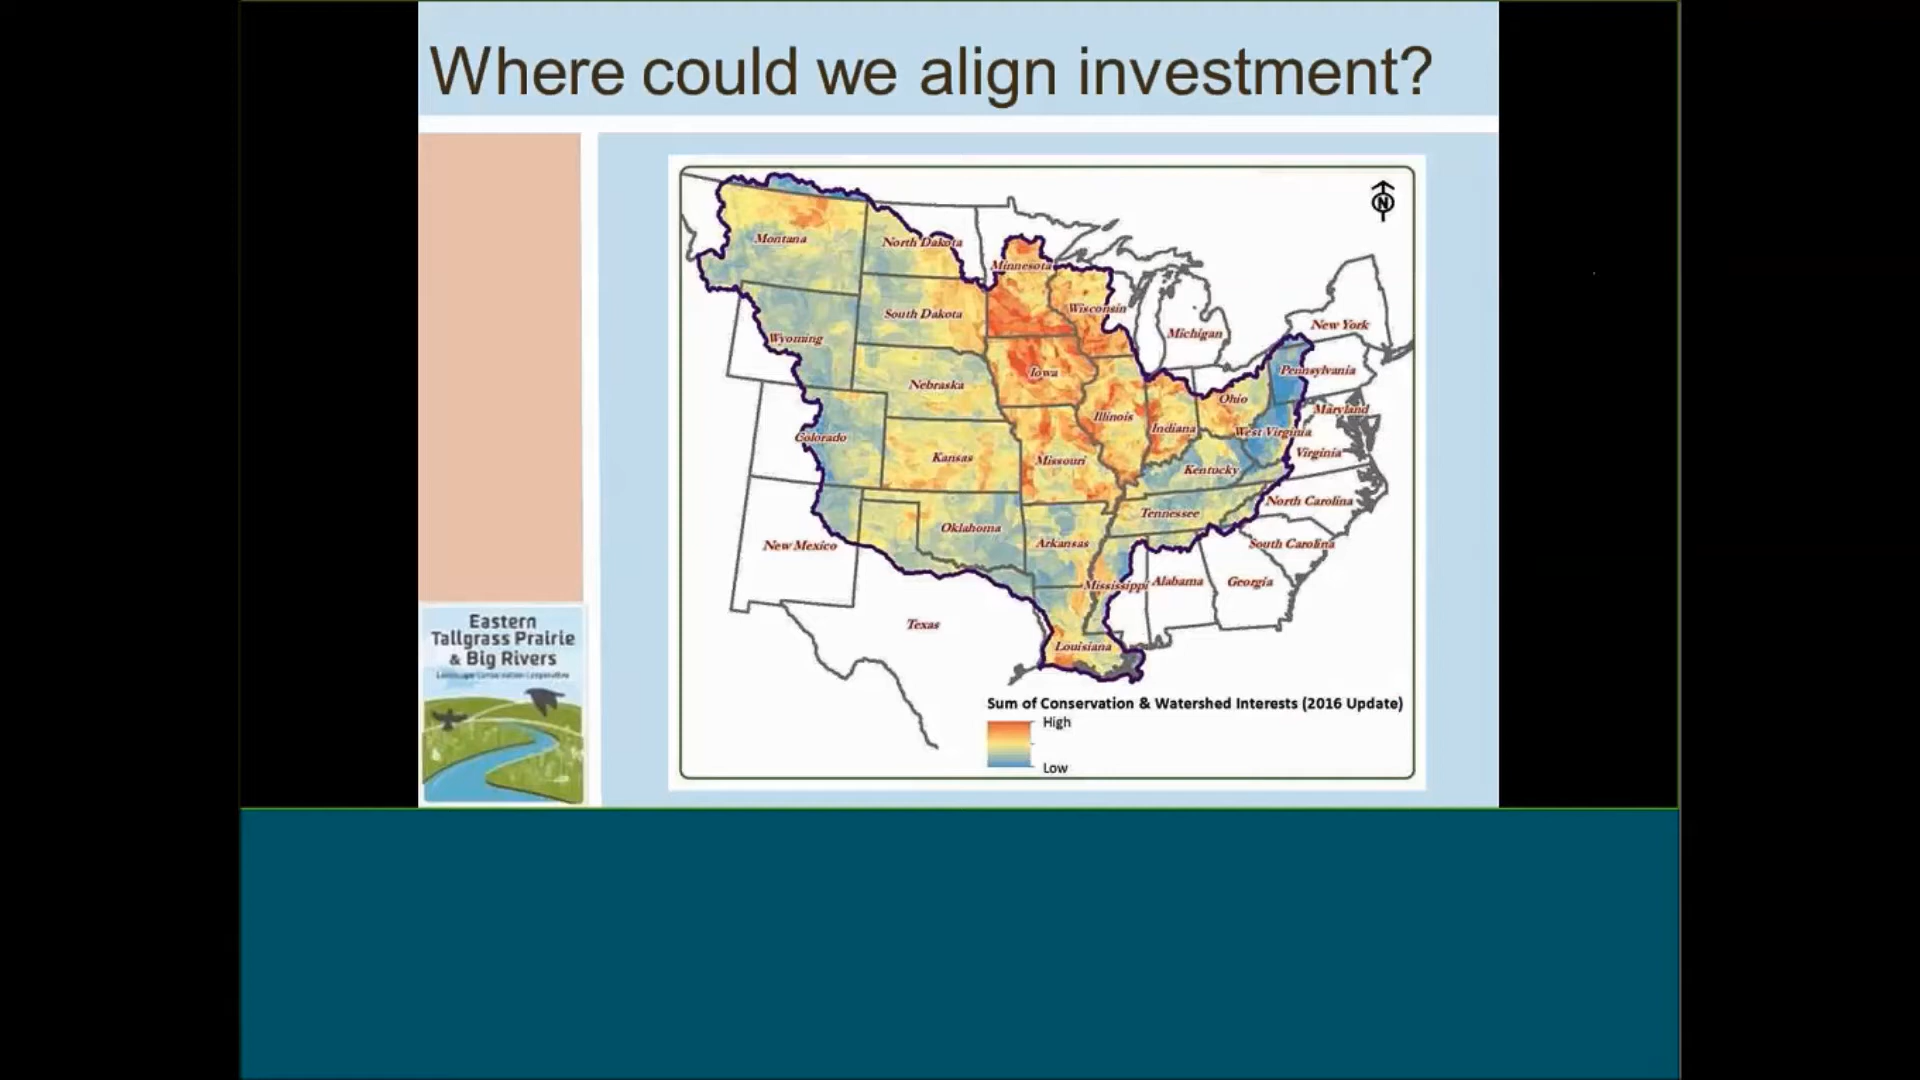 Where could we align investment?
N
Montana
North Dakota
Minnesota
South Dakota
Wisconsin
Michigan
New York
Wyoming
Iowa
Pennsylvania
Nebraska
Ohio
Illinois
Indiana
Maryland
West Virginia
Colorado
Kansas
Missouri
Kentucky
Virginia
North Carolina
Tennessee
Oklahoma
Arkansas
New Mexico
South Carolina
Mississippi
Alabama
Georgia
Texas
Louisiana
Sum of Conservation & Watershed Interests (2016 Update)
High
Low
Eastern
Tallgrass Prairie
& Big Rivers
Landscape Conservation Cooperative